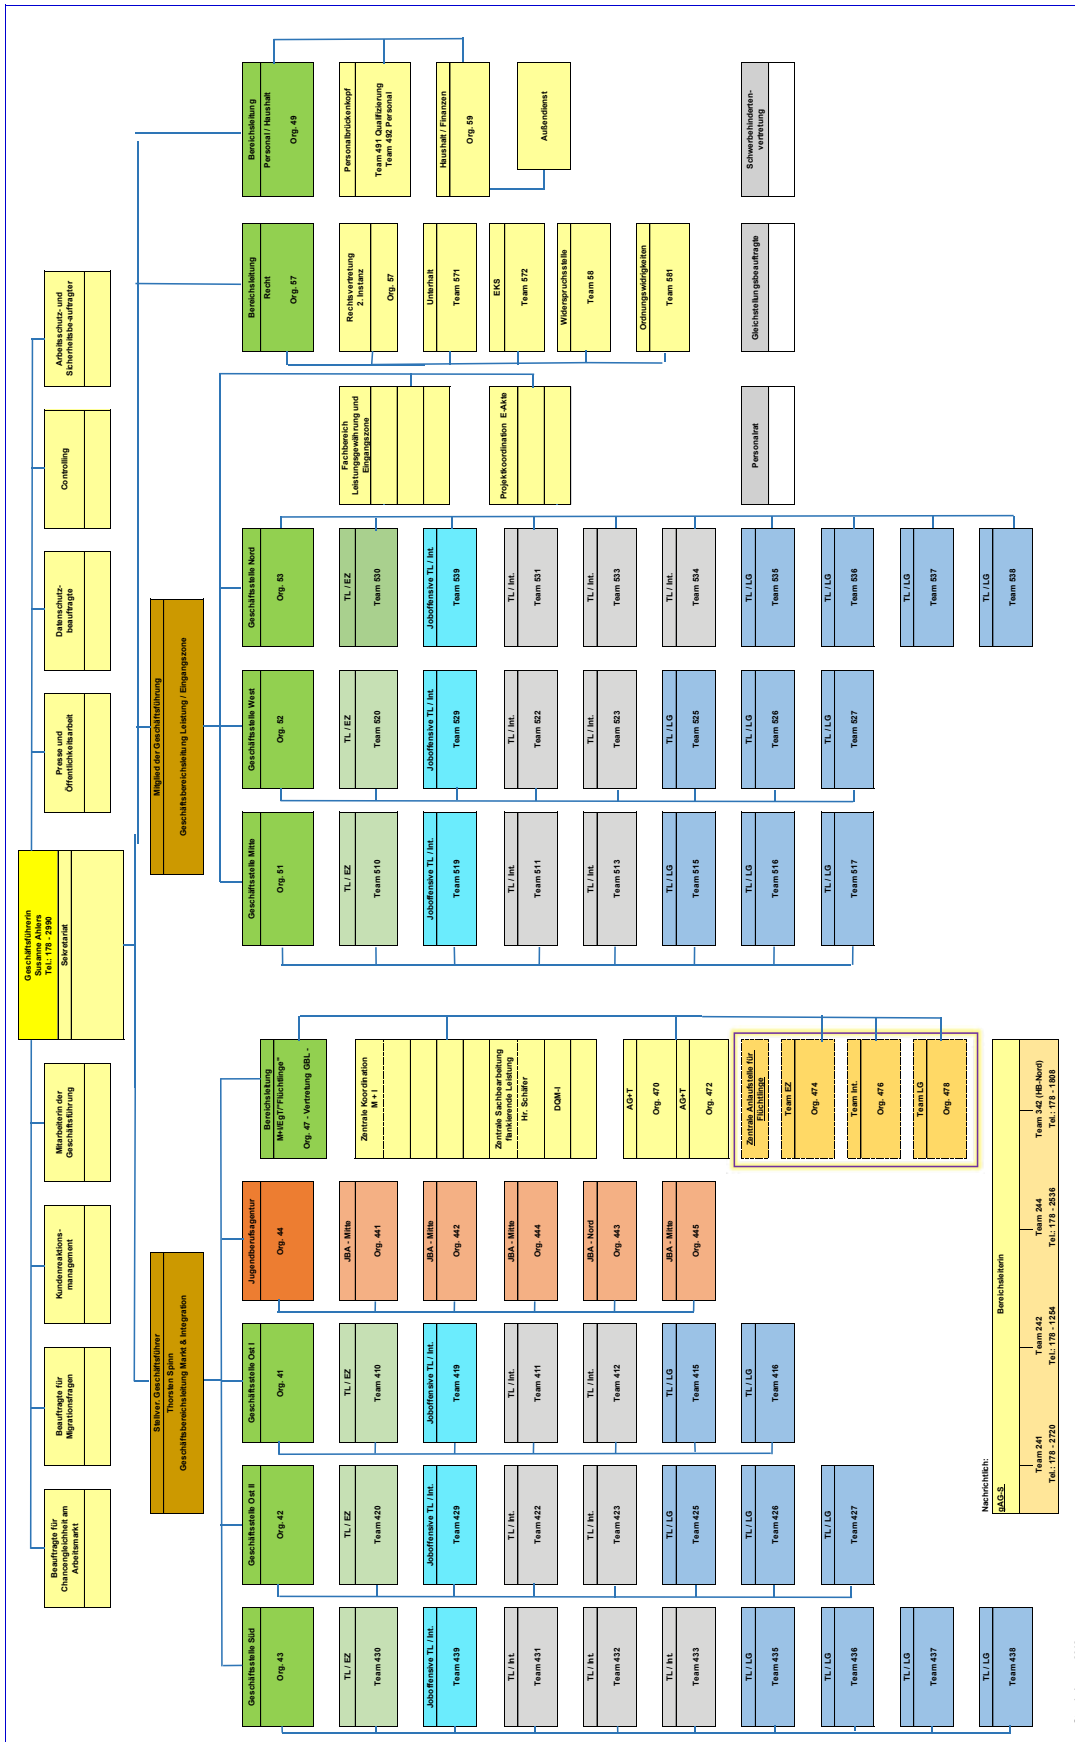 Geschäftsführerin
Susanne Ahlers
Tel.: 178 - 2990
Sekretariat
Beauftragte für
Chancengleichheit am
Arbeitsmarkt
Beauftragte für
Migrationsfragen
Kundenreaktions-
management
Mitarbeiterin der
Geschäftsführung
Presse und
Öffentlichkeitsarbeit
Datenschutz-
beauftragte
Controlling
Arbeitsschutz- und
Sicherheitsbe-auftragter
Stellver. Geschäftsführer
Thorsten Spinn
Geschäftsbereichsleitung Markt & Integration
Mitglied der Geschäftsführung
Geschäftsbereichsleitung Leistung / Eingangszone
Geschäftsstelle Süd
Org. 43
TL / EZ
Team 430
Joboffensive TL / Int.
Team 439
TL / Int.
Team 431
TL / Int.
Team 432
TL / Int.
Team 433
TL / LG
Team 435
TL / LG
Team 436
TL / LG
Team 437
TL / LG
Team 438
Geschäftsstelle Ost II
Org. 42
TL / EZ
Team 420
Joboffensive TL / Int.
Team 429
TL / Int.
Team 422
TL / Int.
Team 423
TL / LG
Team 425
TL / LG
Team 426
TL / LG
Team 427
Geschäftsstelle Ost I
Org. 41
TL / EZ
Team 410
Joboffensive TL / Int.
Team 419
TL / Int.
Team 411
TL / Int.
Team 412
TL / LG
Team 415
TL / LG
Team 416
Jugendberufsagentur
Org. 44
JBA - Mitte
Org. 441
JBA - Mitte
Org. 442
JBA - Mitte
Org. 444
JBA - Nord
Org. 443
JBA - Mitte
Org. 445
Bereichsleitung
M+I/EgT/"Flüchtlinge"
Org. 47 - Vertretung GBL -
Zentrale Koordination
M + I
Zentrale Sachbearbeitung
flankierende Leistung
Hr. Schäfer
DQM-I
AG+T
Org. 470
AG+T
Org. 472
Zentrale Anlaufstelle für
Flüchtlinge
Team EZ
Org. 474
Team Int.
Org. 476
Team LG
Org. 478
Geschäftsstelle Mitte
Org. 51
TL / EZ
Team 510
Joboffensive TL / Int.
Team 519
TL / Int.
Team 511
TL / Int.
Team 513
TL / LG
Team 515
TL / LG
Team 516
TL / LG
Team 517
Geschäftsstelle West
Org. 52
TL / EZ
Team 520
Joboffensive TL / Int.
Team 529
TL / Int.
Team 522
TL / Int.
Team 523
TL / LG
Team 525
TL / LG
Team 526
TL / LG
Team 527
Geschäftsstelle Nord
Org. 53
TL / EZ
Team 530
Joboffensive TL / Int.
Team 539
TL / Int.
Team 531
TL / Int.
Team 533
TL / Int.
Team 534
TL / LG
Team 535
TL / LG
Team 536
TL / LG
Team 537
TL / LG
Team 538
Fachbereich
Leistungsgewährung und
Eingangszone
Projektkoordination E-Akte
Personalrat
Bereichsleitung
Recht
Org. 57
Rechtsvertretung
2. Instanz
Org. 57
Unterhalt
Team 571
EKS
Team 572
Widerspruchsstelle
Team 58
Ordnungswidrigkeiten
Team 581
Gleichstellungsbeauftragte
Bereichsleitung
Personal / Haushalt
Org. 49
Personalbrückenkopf
Team 491 Qualifizierung
Team 492 Personal
Haushalt / Finanzen
Org. 59
Außendienst
Schwerbehinderten-
vertretung
Nachrichtlich:
gAG-S
Bereichsleiterin
Team 241
Tel.: 178 - 2720
Team 242
Tel.: 178 - 1254
Team 244
Tel.: 178 - 2536
Team 342 (HB-Nord)
Tel.: 178 - 1808